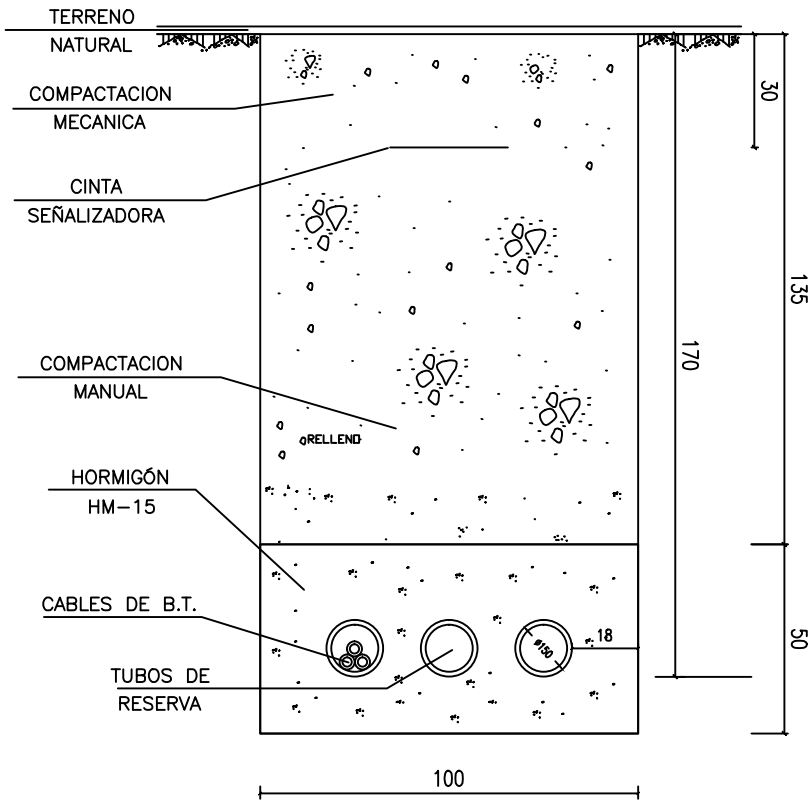 TERRENO
NATURAL
COMPACTACION
MECANICA
CINTA
SEÑALIZADORA
COMPACTACION
MANUAL
RELLENO
HORMIGÓN
HM-15
CABLES DE B.T.
TUBOS DE
RESERVA
ø150
18
30
135
170
50
100